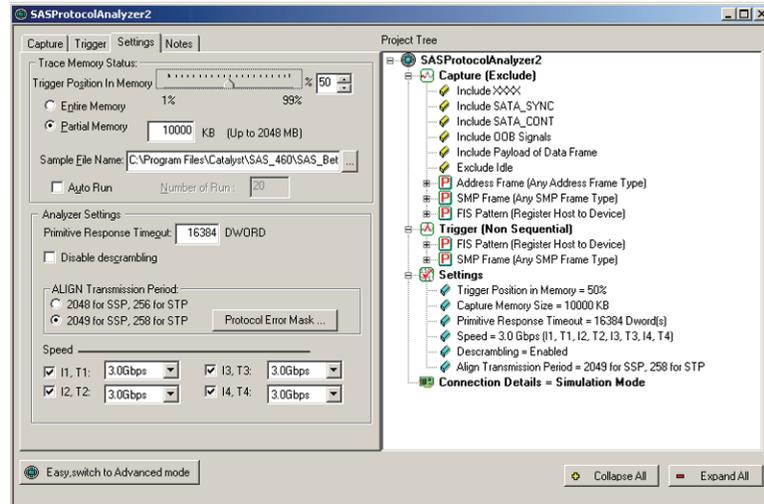 SASProtocolAnalyzer2
Capture
Trigger
Settings
Notes
Trace Memory Status:
Trigger Position In Memory
% 50
1%
99%
Entire Memory
Partial Memory
10000 KB (Up to 2048 MB)
Sample File Name: C:\Program Files\Catalyst\SAS_460\SAS_Bet ...
Auto Run
Number of Run : 20
Analyzer Settings
Primitive Response Timeout: 16384 DWORD
Disable descrambling
ALIGN Transmission Period:
2048 for SSP, 256 for STP
2049 for SSP, 258 for STP
Protocol Error Mask ...
Speed
I1, T1: 3.0Gbps
I3, T3: 3.0Gbps
I2, T2: 3.0Gbps
I4, T4: 3.0Gbps
Easy,switch to Advanced mode
Project Tree
SASProtocolAnalyzer2
Capture (Exclude)
Include XXXX
Include SATA_SYNC
Include SATA_CONT
Include OOB Signals
Include Payload of Data Frame
Exclude Idle
P Address Frame (Any Address Frame Type)
P SMP Frame (Any SMP Frame Type)
P FIS Pattern (Register Host to Device)
Trigger (Non Sequential)
P FIS Pattern (Register Host to Device)
P SMP Frame (Any SMP Frame Type)
Settings
Trigger Position in Memory = 50%
Capture Memory Size = 10000 KB
Primitive Response Timeout = 16384 Dword(s)
Speed = 3.0 Gbps (I1, T1, I2, T2, I3, T3, I4, T4)
Descrambling = Enabled
Align Transmission Period = 2049 for SSP, 258 for STP
Connection Details = Simulation Mode
Collapse All
Expand All